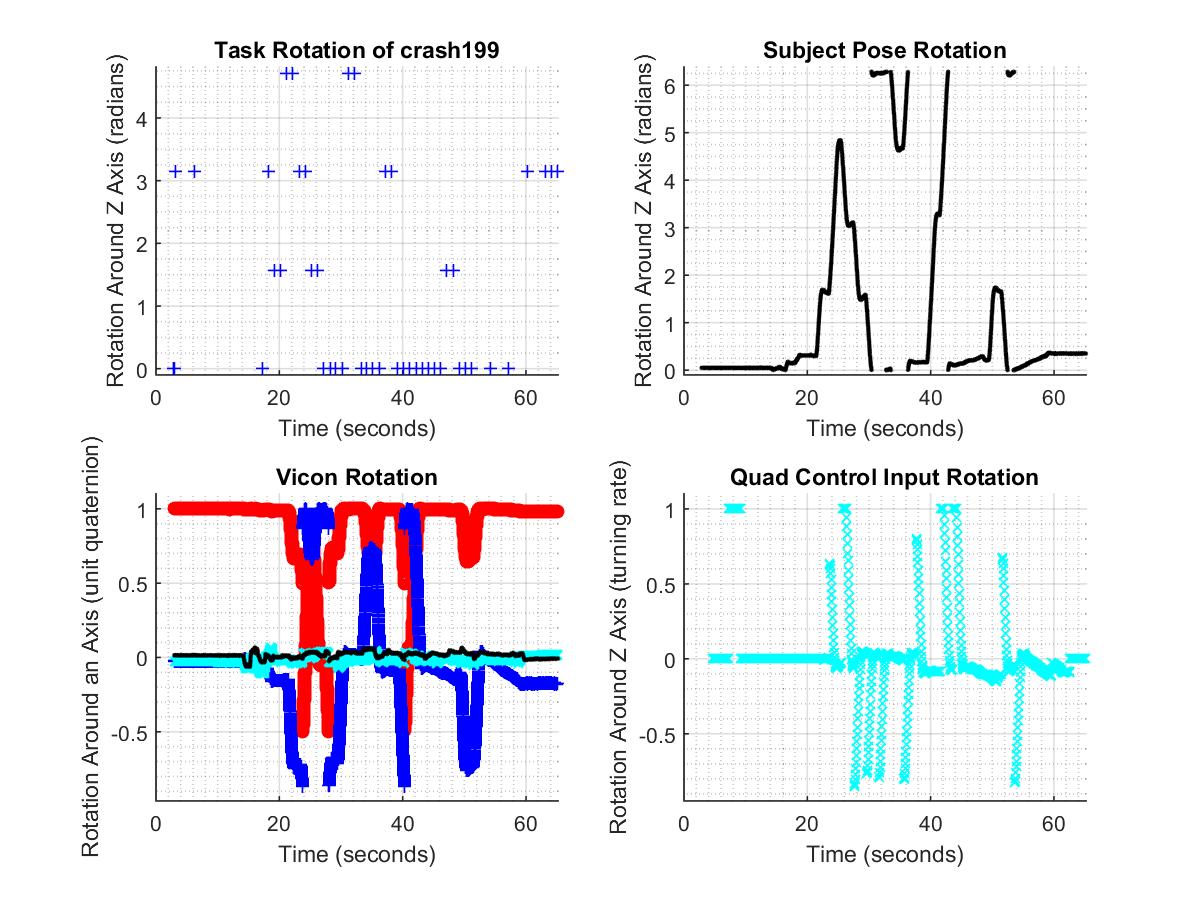 Task Rotation of crash199
Rotation Around Z Axis (radians)
4
3
2
1
0
0 20 40 60
Time (seconds)
Subject Pose Rotation
Rotation Around Z Axis (radians)
6
5
4
3
2
1
0
0 20 40 60
Time (seconds)
Vicon Rotation
Rotation Around an Axis (unit quaternion)
1
0.5
0
-0.5
0 20 40 60
Time (seconds)
Quad Control Input Rotation
Rotation Around Z Axis (turning rate)
1
0.5
0
-0.5
0 20 40 60
Time (seconds)